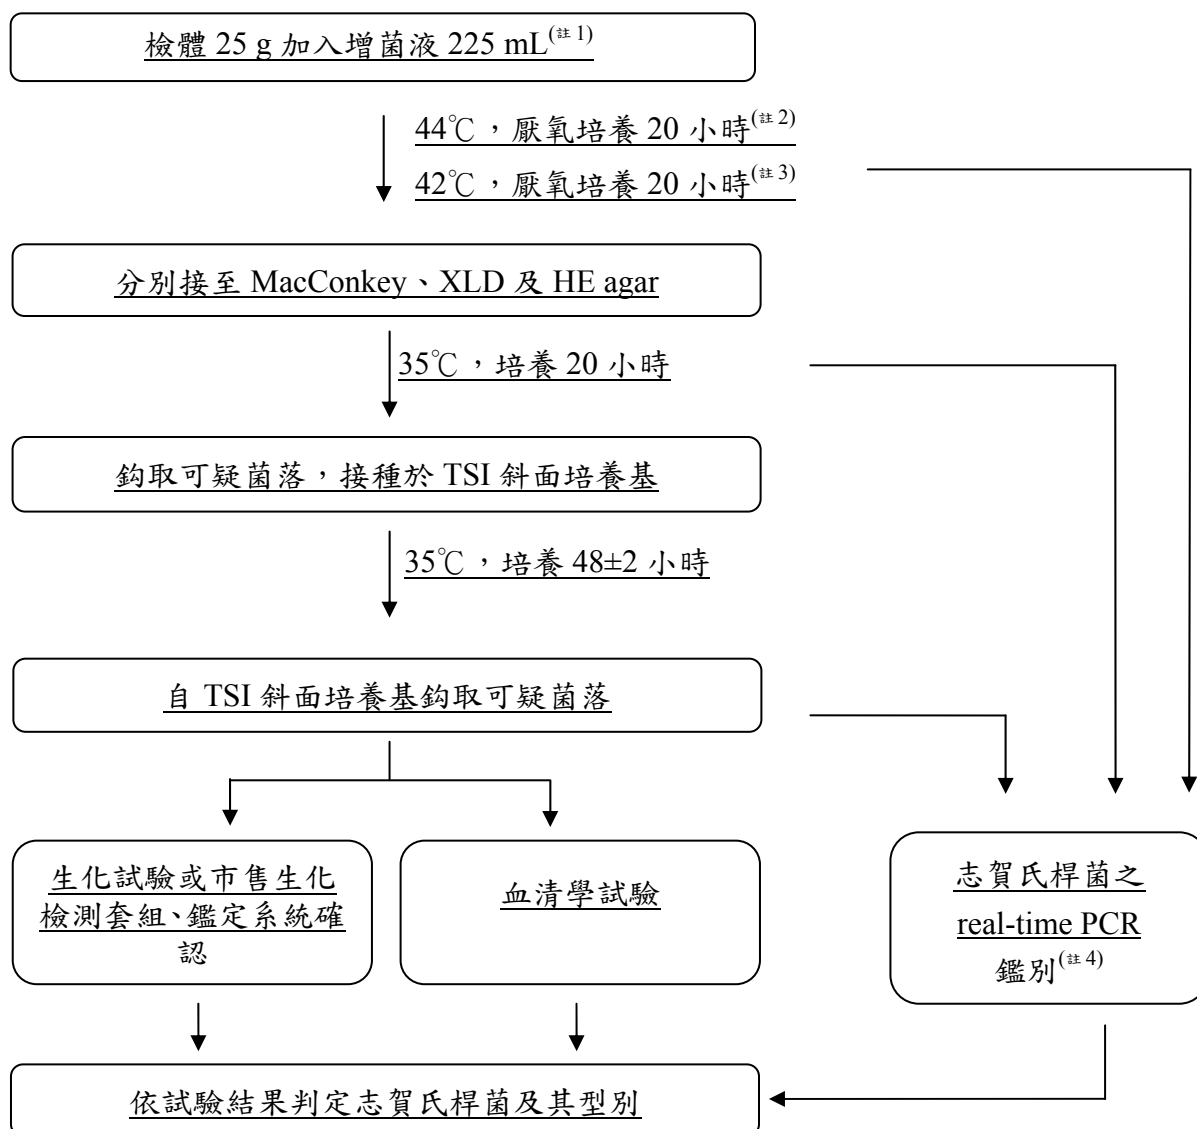 檢體 25 g 加入增菌液 225 mL(註 1)
44℃，厭氧培養 20 小時(註 2)
42℃，厭氧培養 20 小時(註 3)
分別接至 MacConkey、XLD 及 HE agar
35℃，培養 20 小時
鈎取可疑菌落，接種於 TSI 斜面培養基
35℃，培養 48±2 小時
自 TSI 斜面培養基鈎取可疑菌落
生化試驗或市售生化
檢測套組、鑑定系統確
認
血清學試驗
志賀氏桿菌之
real-time PCR
鑑別(註 4)
依試驗結果判定志賀氏桿菌及其型別